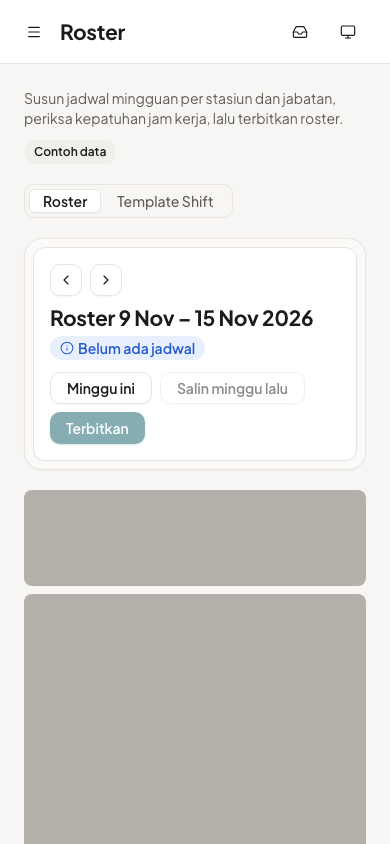 Roster
Susun jadwal mingguan per stasiun dan jabatan,
periksa kepatuhan jam kerja, lalu terbitkan roster.
Contoh data
Roster
Template Shift
Roster 9 Nov – 15 Nov 2026
Belum ada jadwal
Minggu ini
Salin minggu lalu
Terbitkan